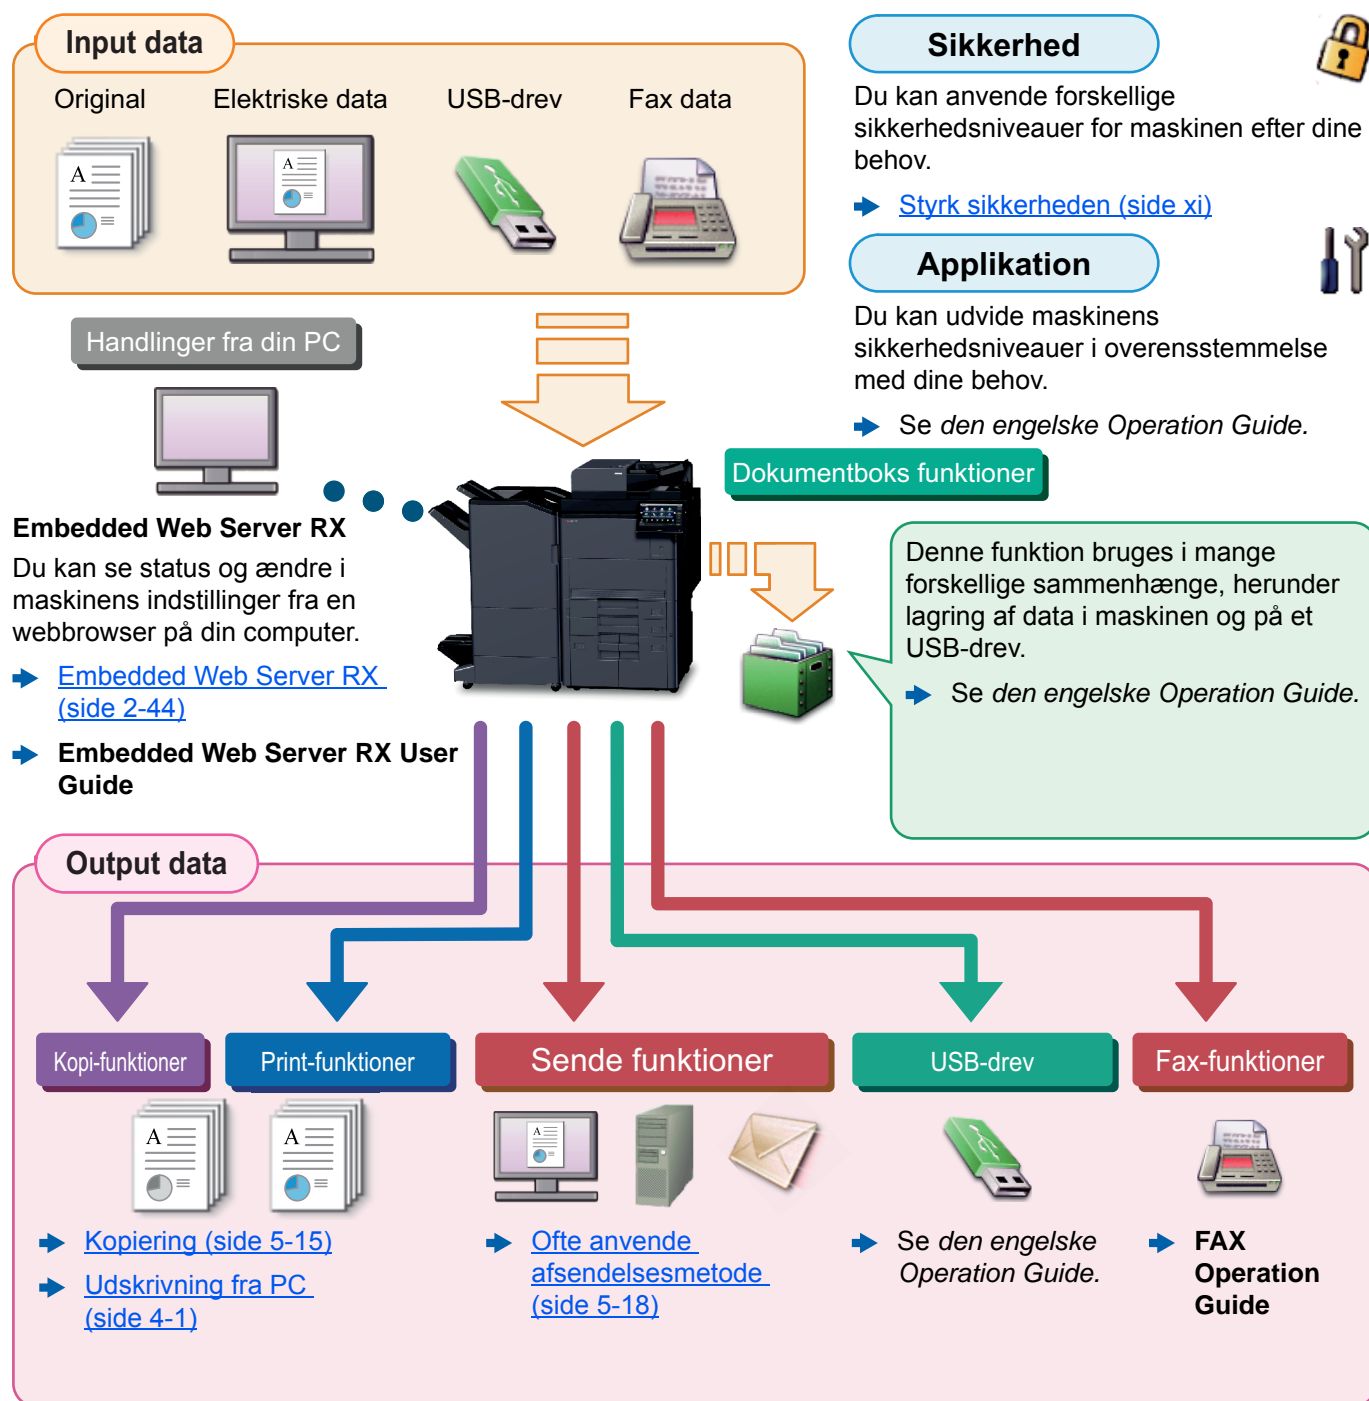 Input data
Original
Elektriske data
USB-drev
Fax data
Sikkerhed
Du kan anvende forskellige
sikkerhedsniveauer for maskinen efter dine
behov.
Styrk sikkerheden (side xi)
Applikation
Du kan udvide maskinens
sikkerhedsniveauer i overensstemmelse
med dine behov.
Se den engelske Operation Guide.
Handlinger fra din PC
Embedded Web Server RX
Du kan se status og ændre i
maskinens indstillinger fra en
webbrowser på din computer.
Embedded Web Server RX
(side 2-44)
Embedded Web Server RX User
Guide
Dokumentboks funktioner
Denne funktion bruges i mange
forskellige sammenhænge, herunder
lagring af data i maskinen og på et
USB-drev.
Se den engelske Operation Guide.
Output data
Kopi-funktioner
Print-funktioner
Sende funktioner
USB-drev
Fax-funktioner
Kopiering (side 5-15)
Udskrivning fra PC
(side 4-1)
Ofte anvende
afsendelsesmetode
(side 5-18)
Se den engelske
Operation Guide.
FAX
Operation
Guide